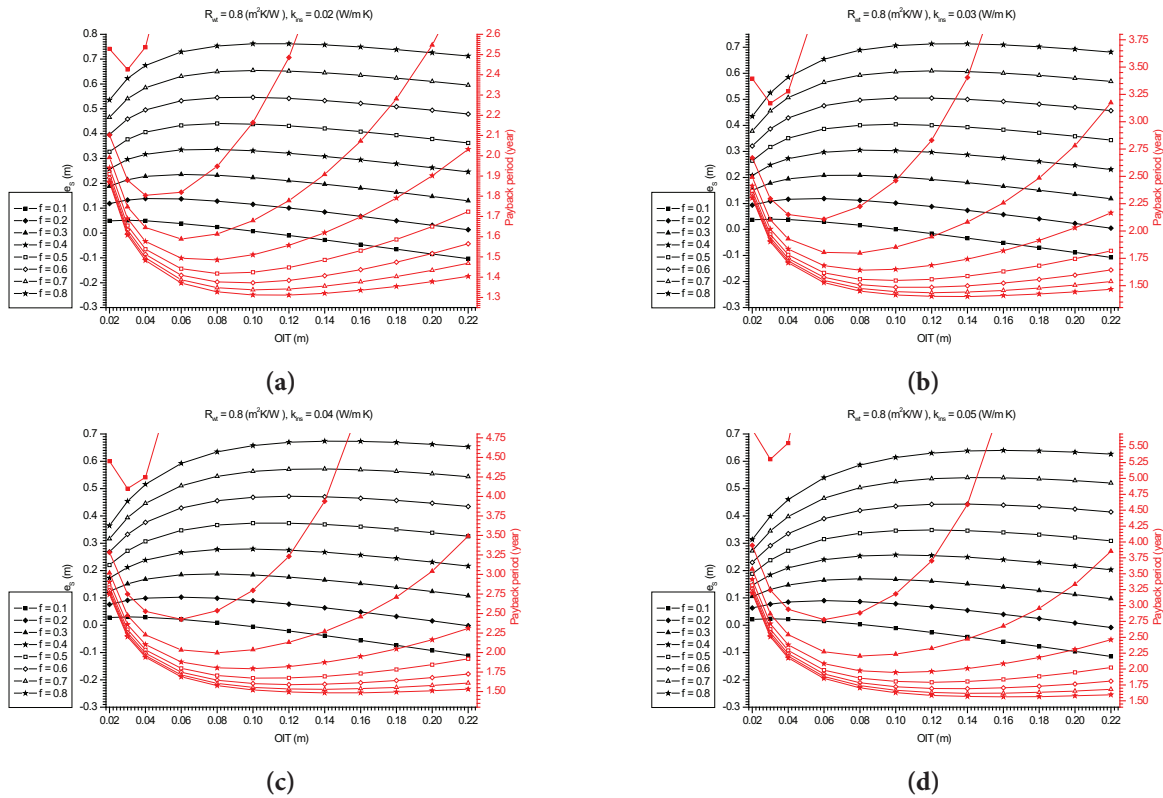 R_wt = 0.8 (m²K/W), k_ins = 0.02 (W/m K)
0.8
0.7
0.6
0.5
0.4
0.3
0.2
0.1
0.0
-0.1
-0.2
-0.3
e_s (m)
2.6
2.5
2.4
2.3
2.2
2.1
2.0
1.9
1.8
1.7
1.6
1.5
1.4
1.3
Payback period (year)
f = 0.1
f = 0.2
f = 0.3
f = 0.4
f = 0.5
f = 0.6
f = 0.7
f = 0.8
0.02 0.04 0.06 0.08 0.10 0.12 0.14 0.16 0.18 0.20 0.22
OIT (m)
(a)
R_wt = 0.8 (m²K/W), k_ins = 0.03 (W/m K)
0.7
0.6
0.5
0.4
0.3
0.2
0.1
0.0
-0.1
-0.2
-0.3
e_s (m)
3.75
3.50
3.25
3.00
2.75
2.50
2.25
2.00
1.75
1.50
Payback period (year)
f = 0.1
f = 0.2
f = 0.3
f = 0.4
f = 0.5
f = 0.6
f = 0.7
f = 0.8
0.02 0.04 0.06 0.08 0.10 0.12 0.14 0.16 0.18 0.20 0.22
OIT (m)
(b)
R_wt = 0.8 (m²K/W), k_ins = 0.04 (W/m K)
0.7
0.6
0.5
0.4
0.3
0.2
0.1
0.0
-0.1
-0.2
-0.3
e_s (m)
4.75
4.50
4.25
4.00
3.75
3.50
3.25
3.00
2.75
2.50
2.25
2.00
1.75
1.50
Payback period (year)
f = 0.1
f = 0.2
f = 0.3
f = 0.4
f = 0.5
f = 0.6
f = 0.7
f = 0.8
0.02 0.04 0.06 0.08 0.10 0.12 0.14 0.16 0.18 0.20 0.22
OIT (m)
(c)
R_wt = 0.8 (m²K/W), k_ins = 0.05 (W/m K)
0.7
0.6
0.5
0.4
0.3
0.2
0.1
0.0
-0.1
-0.2
-0.3
e_s (m)
5.50
5.25
5.00
4.75
4.50
4.25
4.00
3.75
3.50
3.25
3.00
2.75
2.50
2.25
2.00
1.75
1.50
Payback period (year)
f = 0.1
f = 0.2
f = 0.3
f = 0.4
f = 0.5
f = 0.6
f = 0.7
f = 0.8
0.02 0.04 0.06 0.08 0.10 0.12 0.14 0.16 0.18 0.20 0.22
OIT (m)
(d)